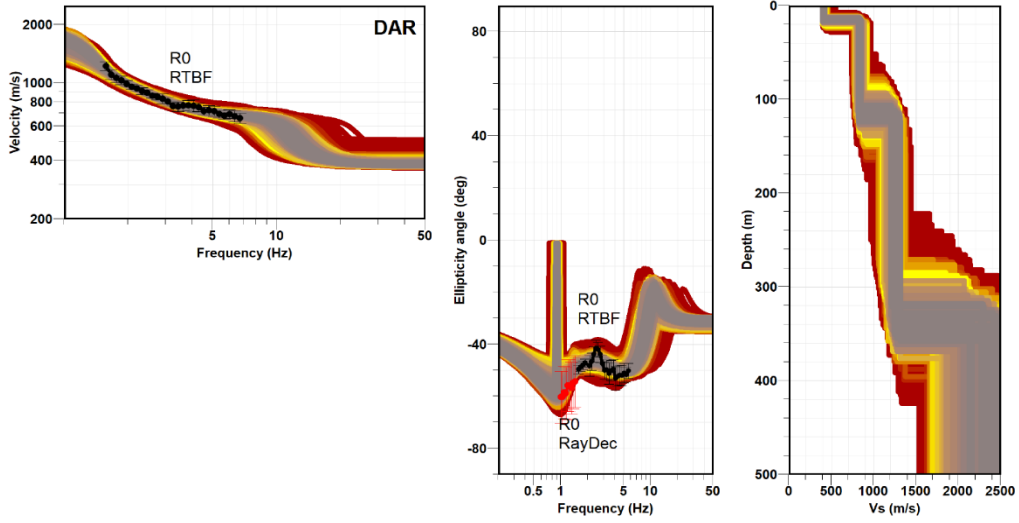 DAR
R0
RTBF
Velocity (m/s)
2000
1000
800
600
400
200
5
10
50
Frequency (Hz)
Ellipticity angle (deg)
80
40
0
-40
-80
R0
RTBF
R0
RayDec
0.5
1
5
10
50
Frequency (Hz)
Depth (m)
0
100
200
300
400
500
0
500
1000
1500
2000
2500
Vs (m/s)